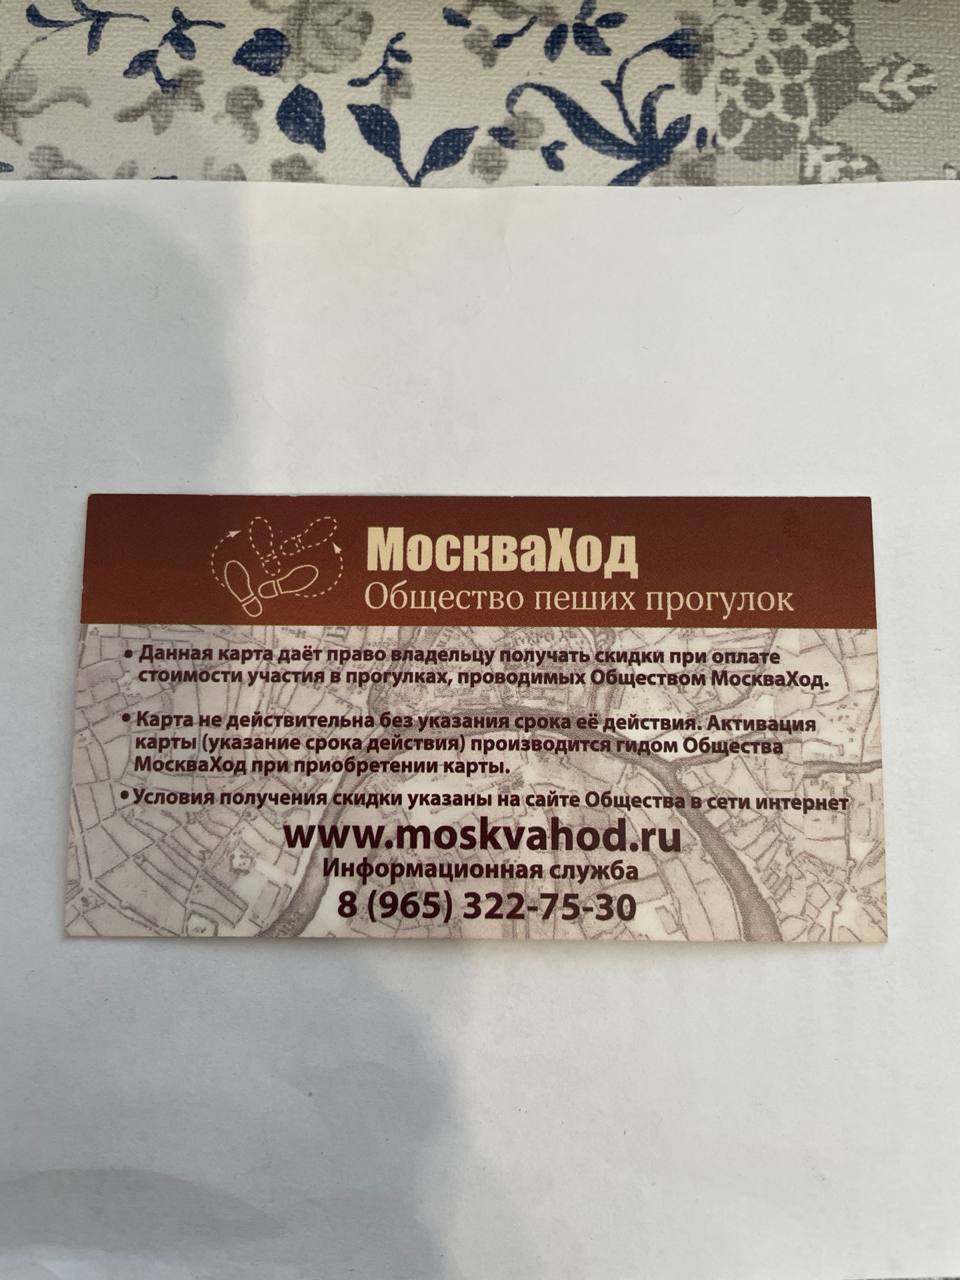 МоскваХод
Общество пеших прогулок
• Данная карта даёт право владельцу получать скидки при оплате
стоимости участия в прогулках, проводимых Обществом МоскваХод.
• Карта не действительна без указания срока её действия. Активация
карты (указание срока действия) производится гидом Общества
МоскваХод при приобретении карты.
• Условия получения скидки указаны на сайте Общества в сети интернет
www.moskvahod.ru
Информационная служба
8 (965) 322-75-30